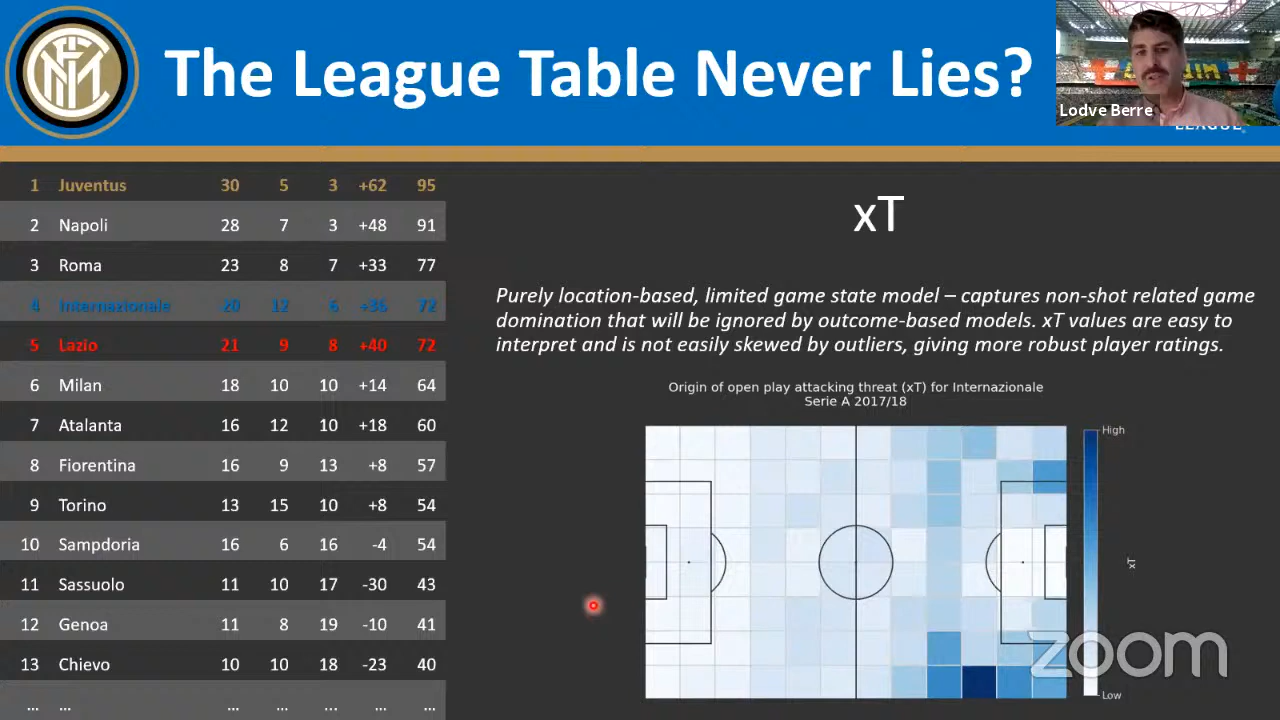 The League Table Never Lies?
Lodve Berre
LEAGUE
1 Juventus 30 5 3 +62 95
2 Napoli 28 7 3 +48 91
3 Roma 23 8 7 +33 77
4 Internazionale 20 12 6 +36 72
5 Lazio 21 9 8 +40 72
6 Milan 18 10 10 +14 64
7 Atalanta 16 12 10 +18 60
8 Fiorentina 16 9 13 +8 57
9 Torino 13 15 10 +8 54
10 Sampdoria 16 6 16 -4 54
11 Sassuolo 11 10 17 -30 43
12 Genoa 11 8 19 -10 41
13 Chievo 10 10 18 -23 40
... ... ... ... ... ... ...
xT
Purely location-based, limited game state model – captures non-shot related game
domination that will be ignored by outcome-based models. xT values are easy to
interpret and is not easily skewed by outliers, giving more robust player ratings.
Origin of open play attacking threat (xT) for Internazionale
Serie A 2017/18
High
xT
Low
zoom